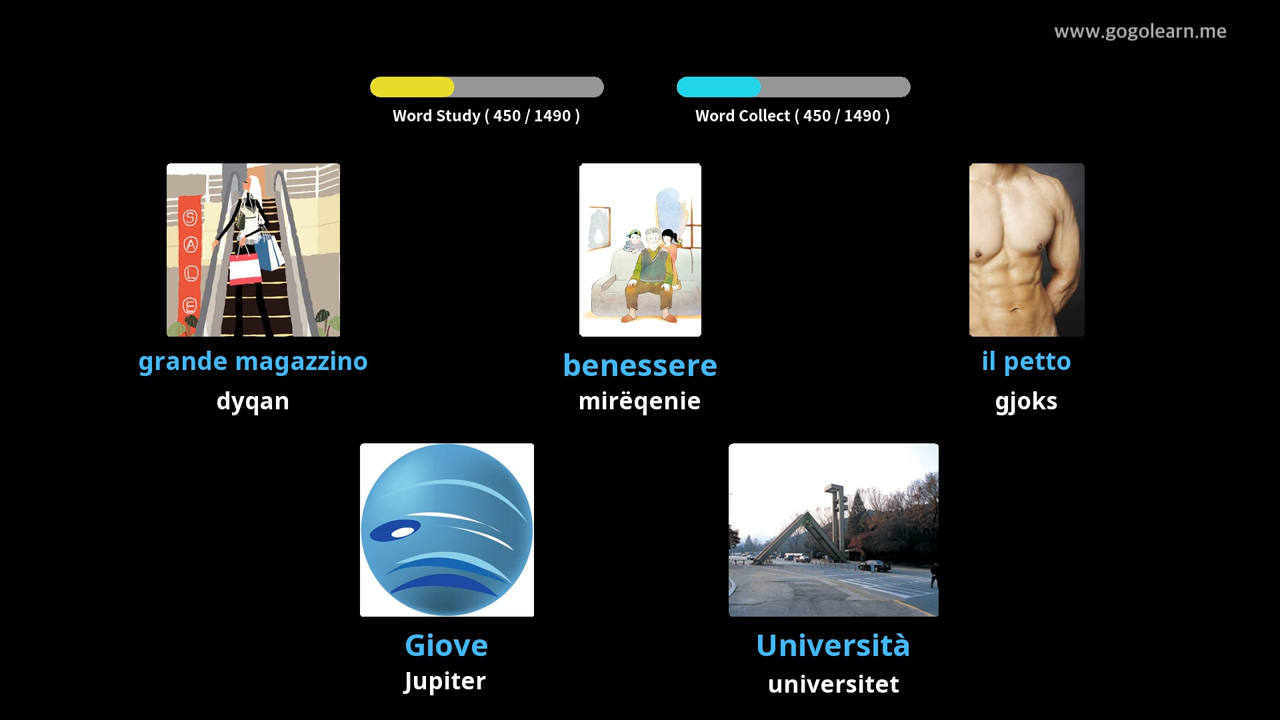 www.gogolearn.me
Word Study ( 450 / 1490 )
Word Collect ( 450 / 1490 )
SALE
grande magazzino
dyqan
benessere
mirëqenie
il petto
gjoks
Giove
Jupiter
Università
universitet